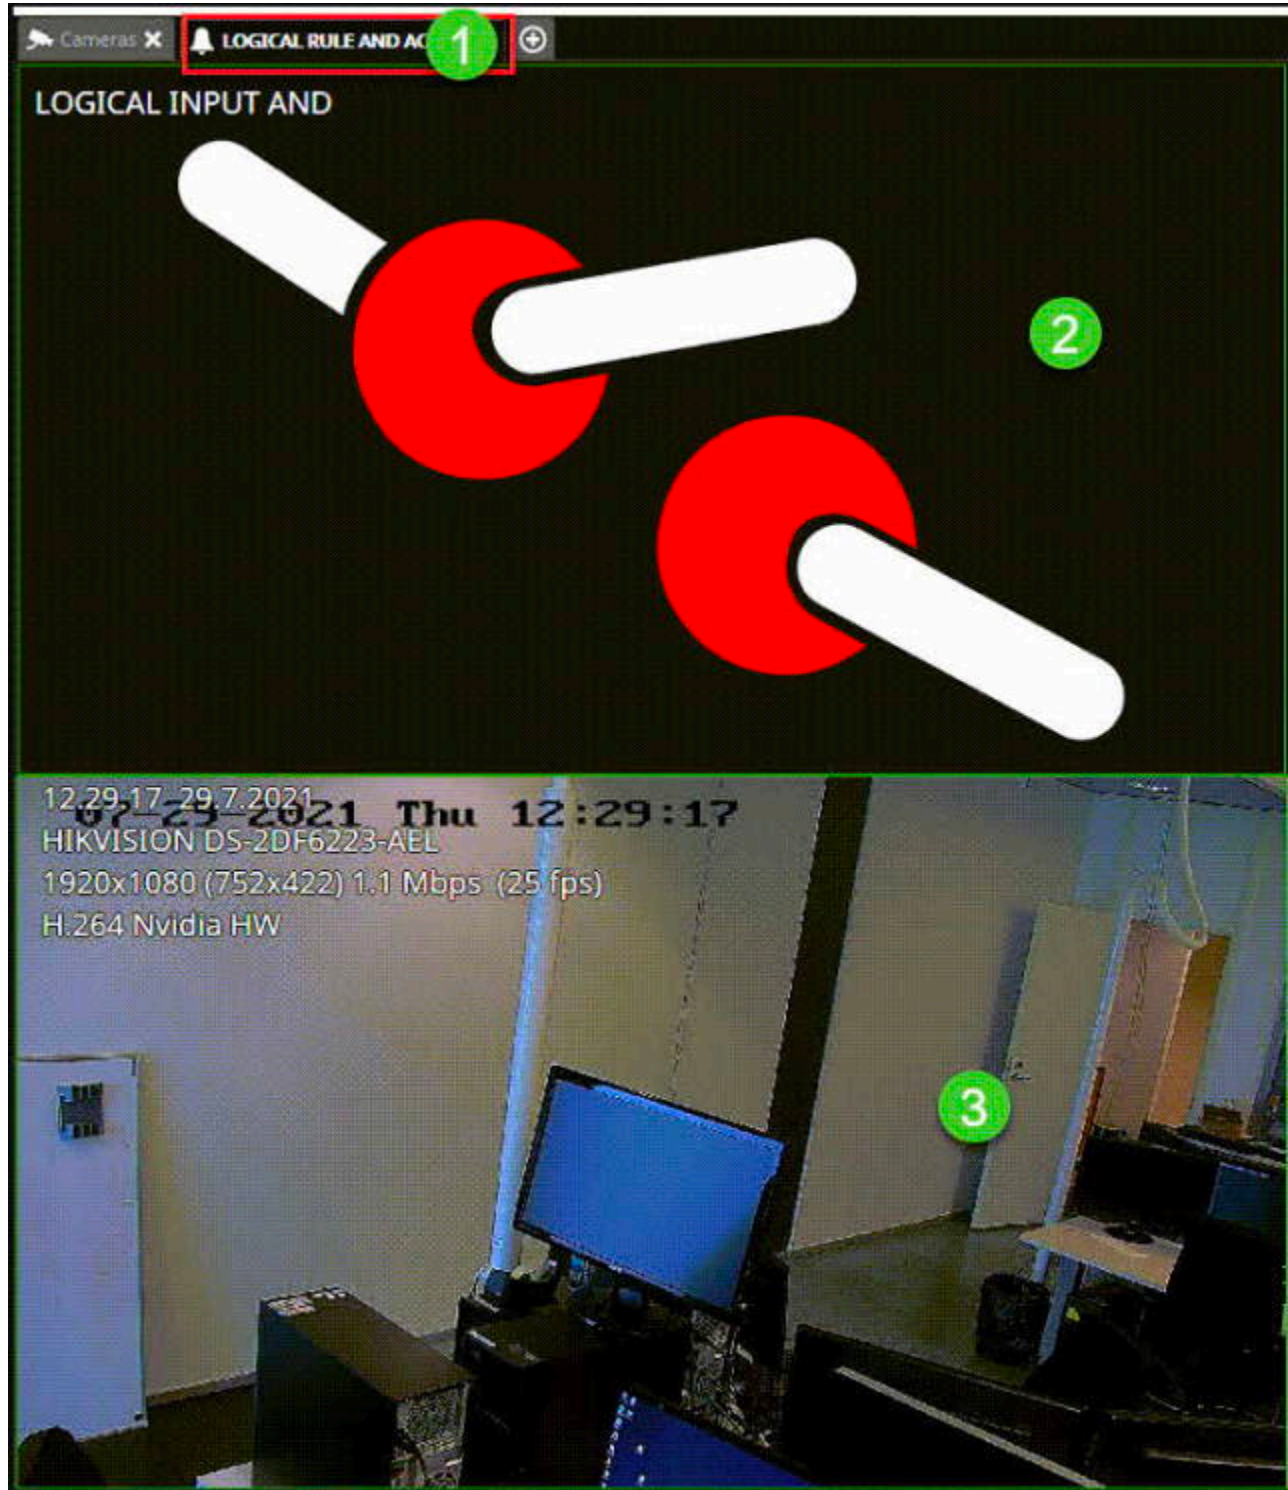 Cameras
LOGICAL RULE AND AC
1
LOGICAL INPUT AND
2
12.29.17 29.7.2021
07-29-2021 Thu 12:29:17
HIKVISION DS-2DF6223-AEL
1920x1080 (752x422) 1.1 Mbps (25 fps)
H.264 Nvidia HW
3